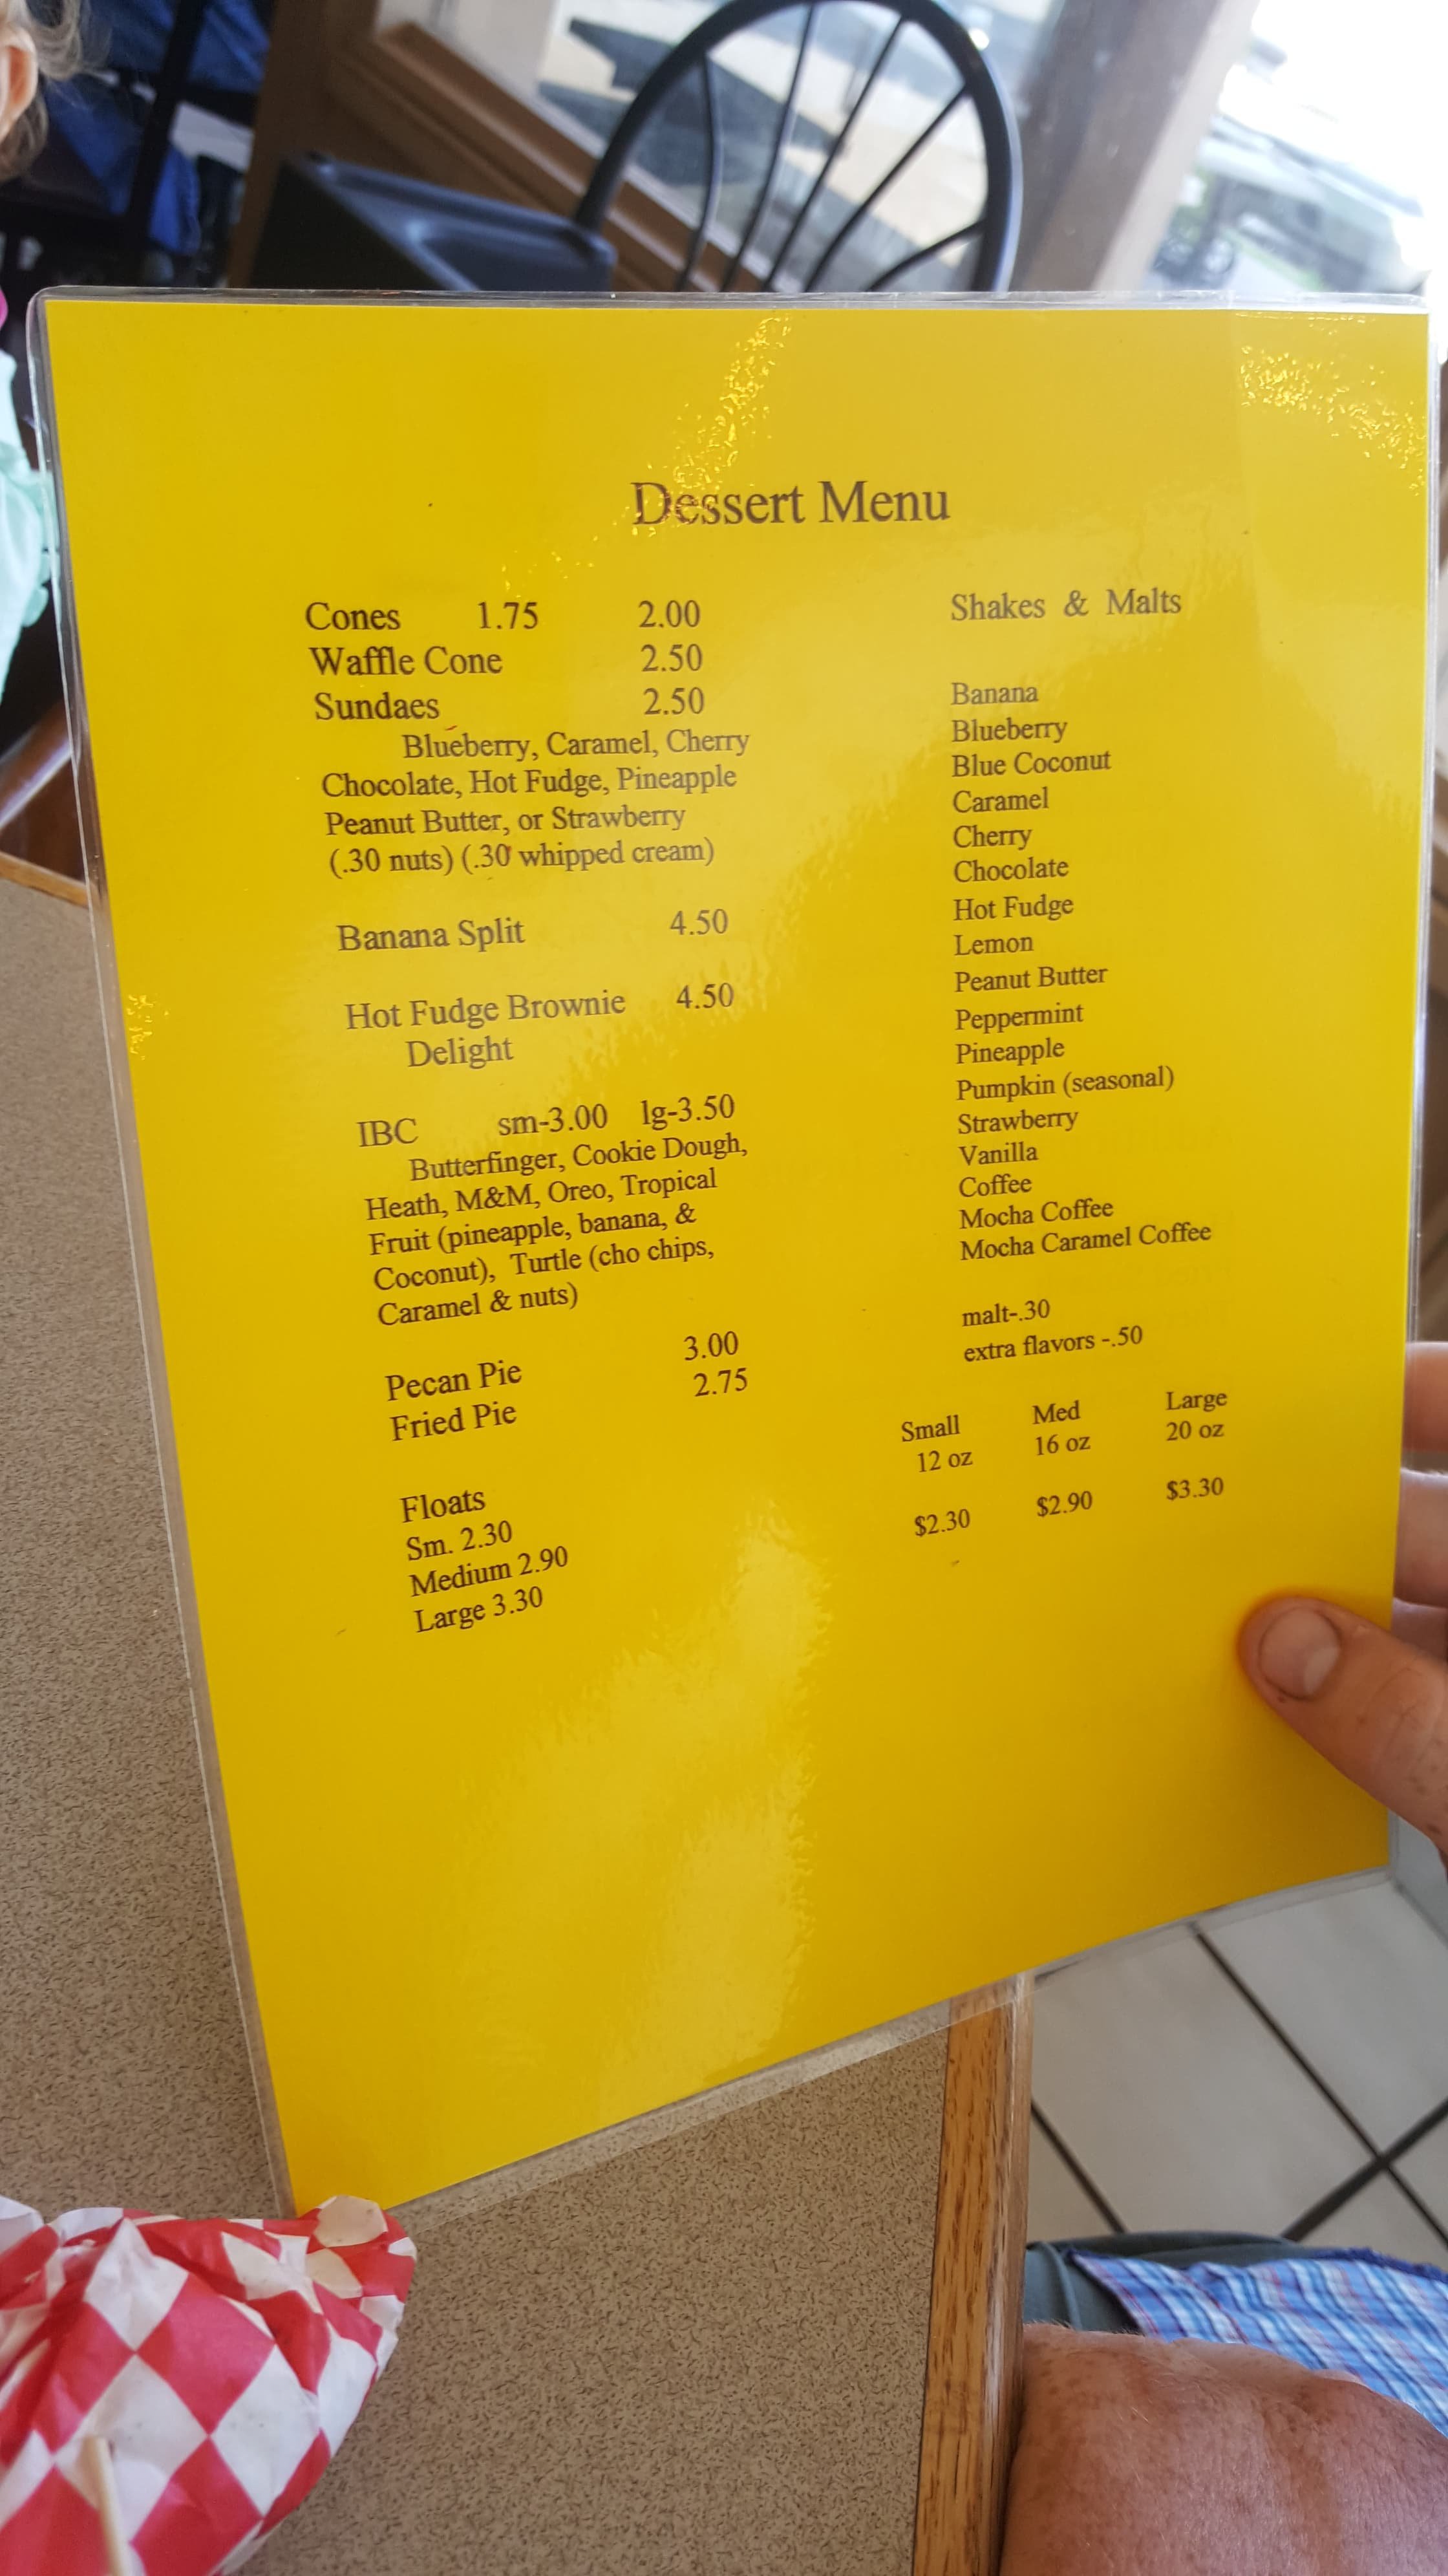 Dessert Menu
Cones 1.75 2.00
Waffle Cone 2.50
Sundaes 2.50
Blueberry, Caramel, Cherry
Chocolate, Hot Fudge, Pineapple
Peanut Butter, or Strawberry
(.30 nuts) (.30 whipped cream)
Banana Split 4.50
Hot Fudge Brownie 4.50
Delight
IBC sm-3.00 lg-3.50
Butterfinger, Cookie Dough,
Heath, M&M, Oreo, Tropical
Fruit (pineapple, banana, &
Coconut), Turtle (cho chips,
Caramel & nuts)
Pecan Pie 3.00
Fried Pie 2.75
Floats
Sm. 2.30
Medium 2.90
Large 3.30
Shakes & Malts
Banana
Blueberry
Blue Coconut
Caramel
Cherry
Chocolate
Hot Fudge
Lemon
Peanut Butter
Peppermint
Pineapple
Pumpkin (seasonal)
Strawberry
Vanilla
Coffee
Mocha Coffee
Mocha Caramel Coffee
malt-.30
extra flavors -.50
Small Med Large
12 oz 16 oz 20 oz
$2.30 $2.90 $3.30